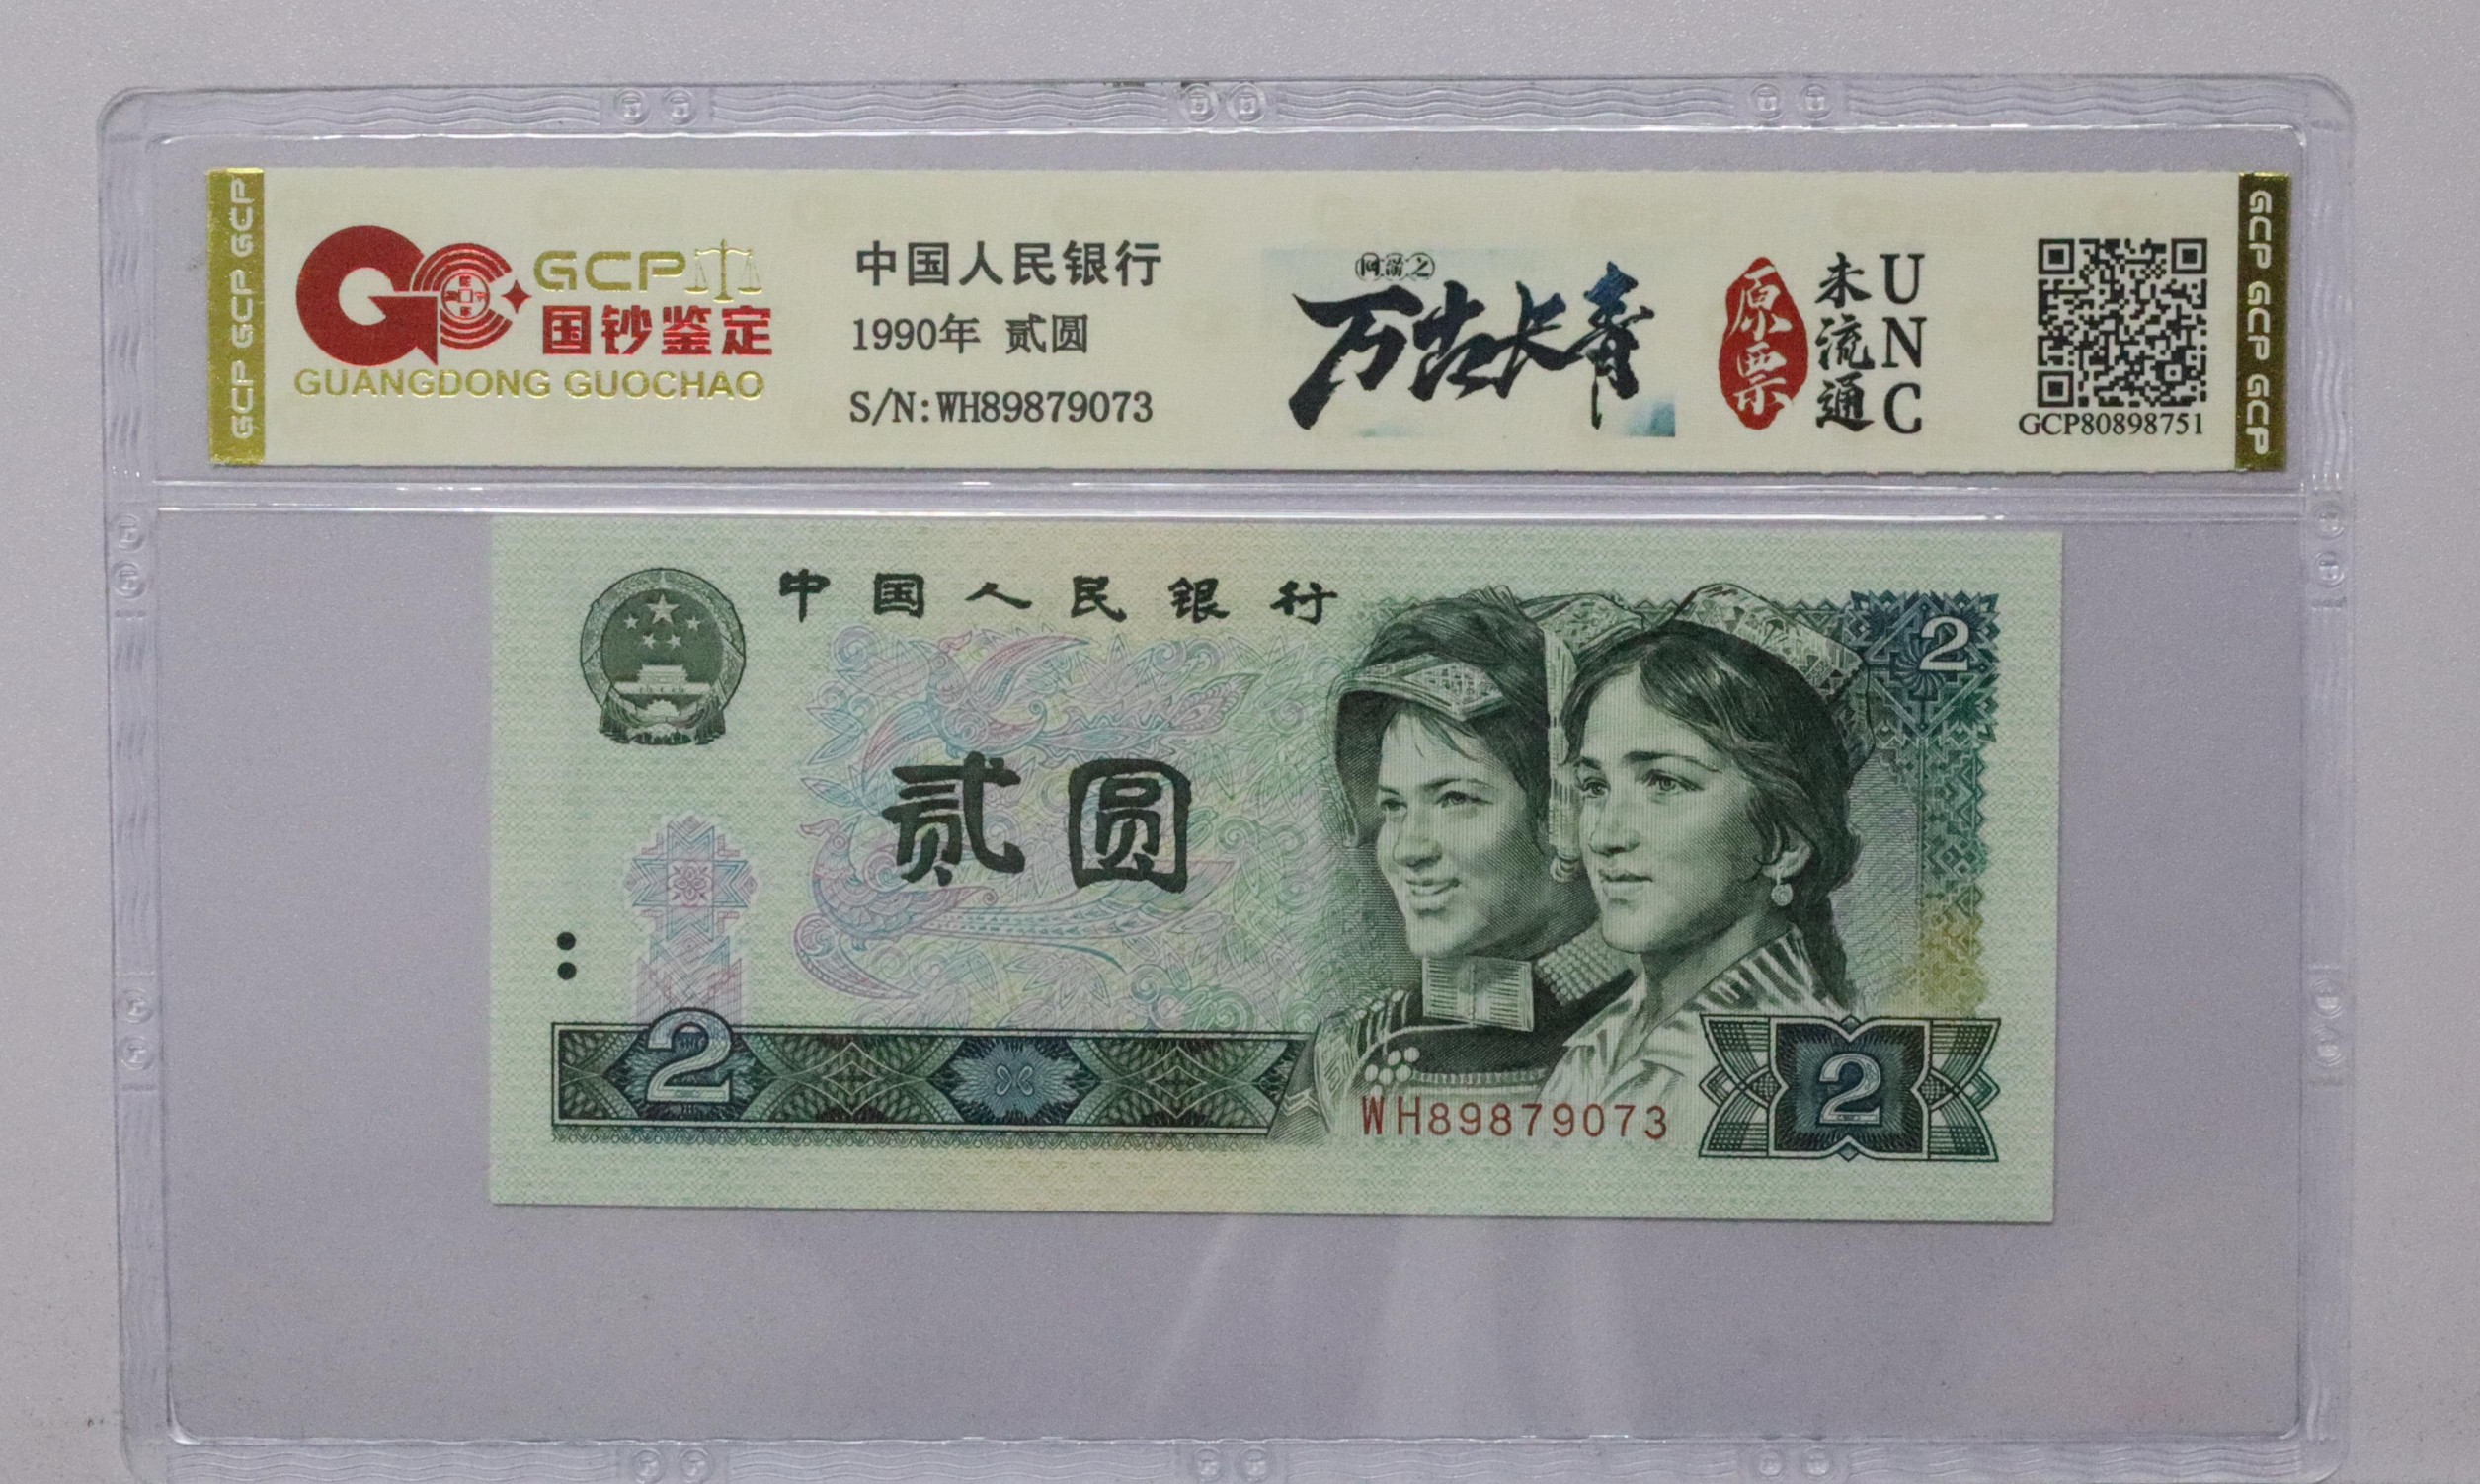 GCP GCP GCP
GCP
国钞鉴定
GUANGDONG GUOCHAO
中国人民银行
1990年 贰圆
S/N:WH89879073
万古长青
原票
未流通
UNC
GCP80898751
GCP GCP GCP
中国人民银行
2
贰圆
2
WH89879073
2